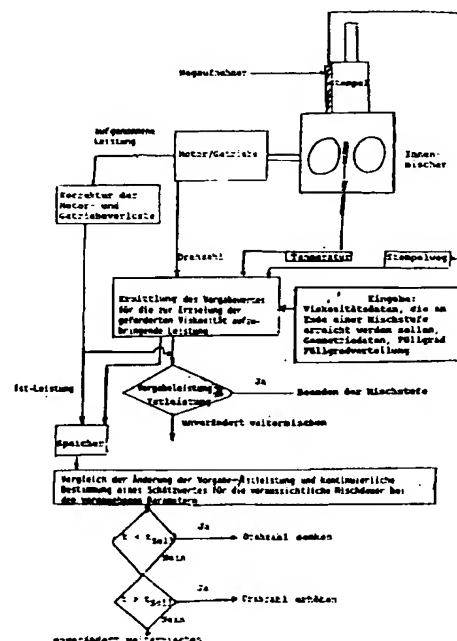 Wegaufnehmer
Stempel
aufgenommene
Leistung
Motor/Getriebe
Innen-
mischer
Korrektur der
Motor- und
Getriebeverluste
Drehzahl
Temperatur
Stempelweg
Ermittlung des Vorgabewertes
für die zur Erzielung der
geforderten Viskosität aufzu-
bringende Leistung
Eingabe:
Viskositätsdaten, die am
Ende einer Mischstufe
erreicht werden sollen,
Geometriedaten, Füllgrad
Füllgradverteilung
Ist-Leistung
Vorgabeleistung
Istleistung
Ja
Beenden der Mischstufe
unverändert weitermischen
Speicher
Vergleich der Änderung der Vorgabe-/Istleistung und kontinuierliche
Bestimmung eines Schätzwertes für die voraussichtliche Mischdauer bei
den vorgegebenen Parametern
t < tSoll
Ja
Drehzahl senken
Nein
t > tSoll
Ja
Drehzahl erhöhen
Nein
unverändert weitermischen